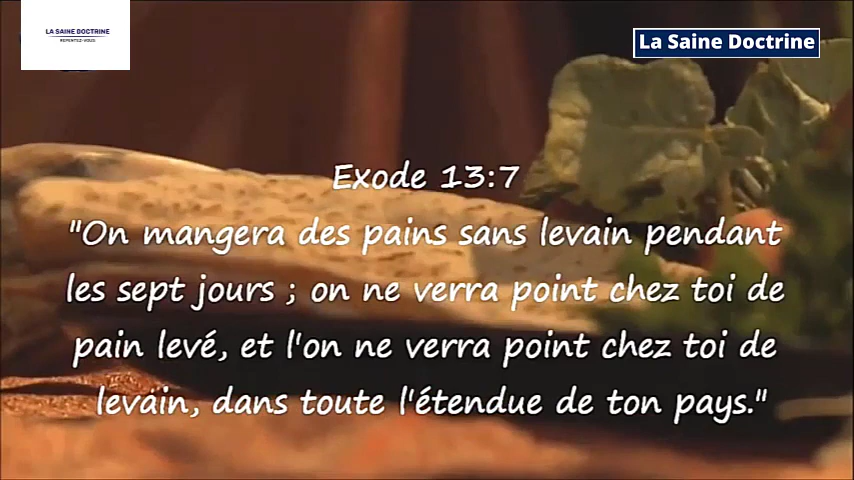 LA SAINE DOCTRINE
REPENTEZ-VOUS
La Saine Doctrine
Exode 13:7
"On mangera des pains sans levain pendant
les sept jours ; on ne verra point chez toi de
pain levé, et l'on ne verra point chez toi de
levain, dans toute l'étendue de ton pays."